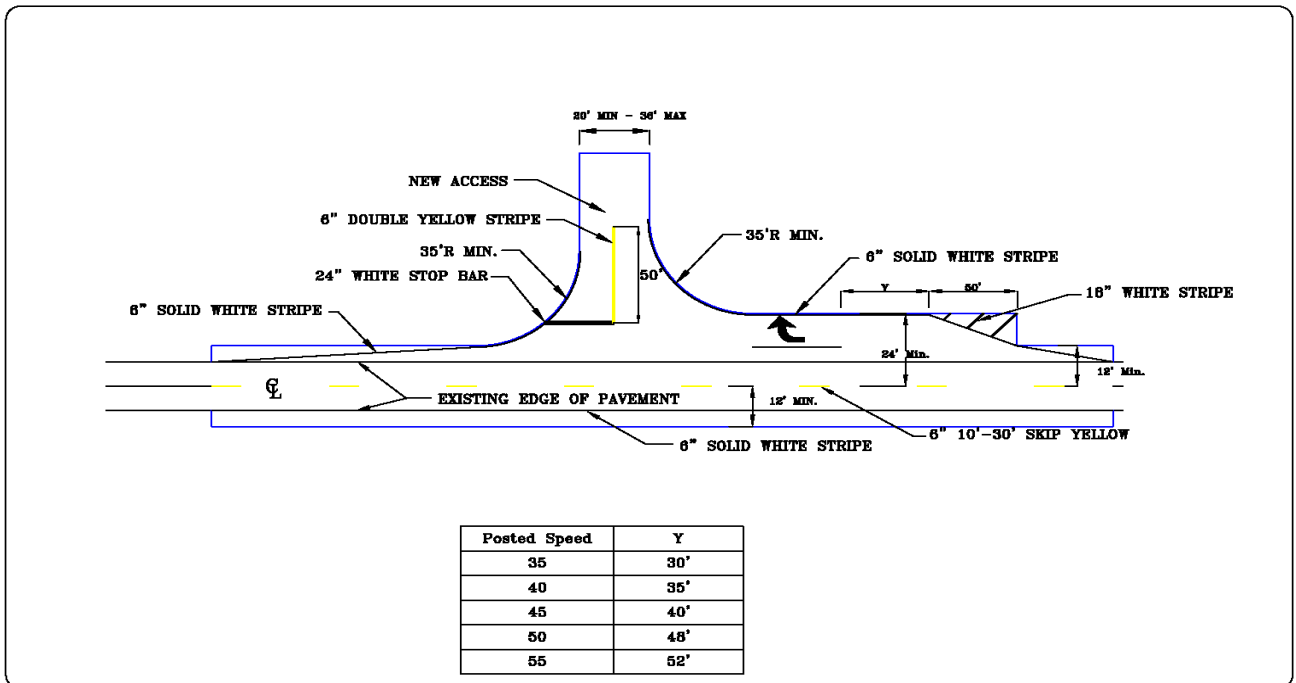 20' MIN - 36' MAX
NEW ACCESS
6" DOUBLE YELLOW STRIPE
35'R MIN.
35'R MIN.
6" SOLID WHITE STRIPE
24" WHITE STOP BAR
50'
Y
50'
18" WHITE STRIPE
6" SOLID WHITE STRIPE
24' Min.
12' Min.
CL
EXISTING EDGE OF PAVEMENT
12' MIN.
6" SOLID WHITE STRIPE
6" 10'-30' SKIP YELLOW
Posted Speed Y
35 30'
40 35'
45 40'
50 48'
55 52'